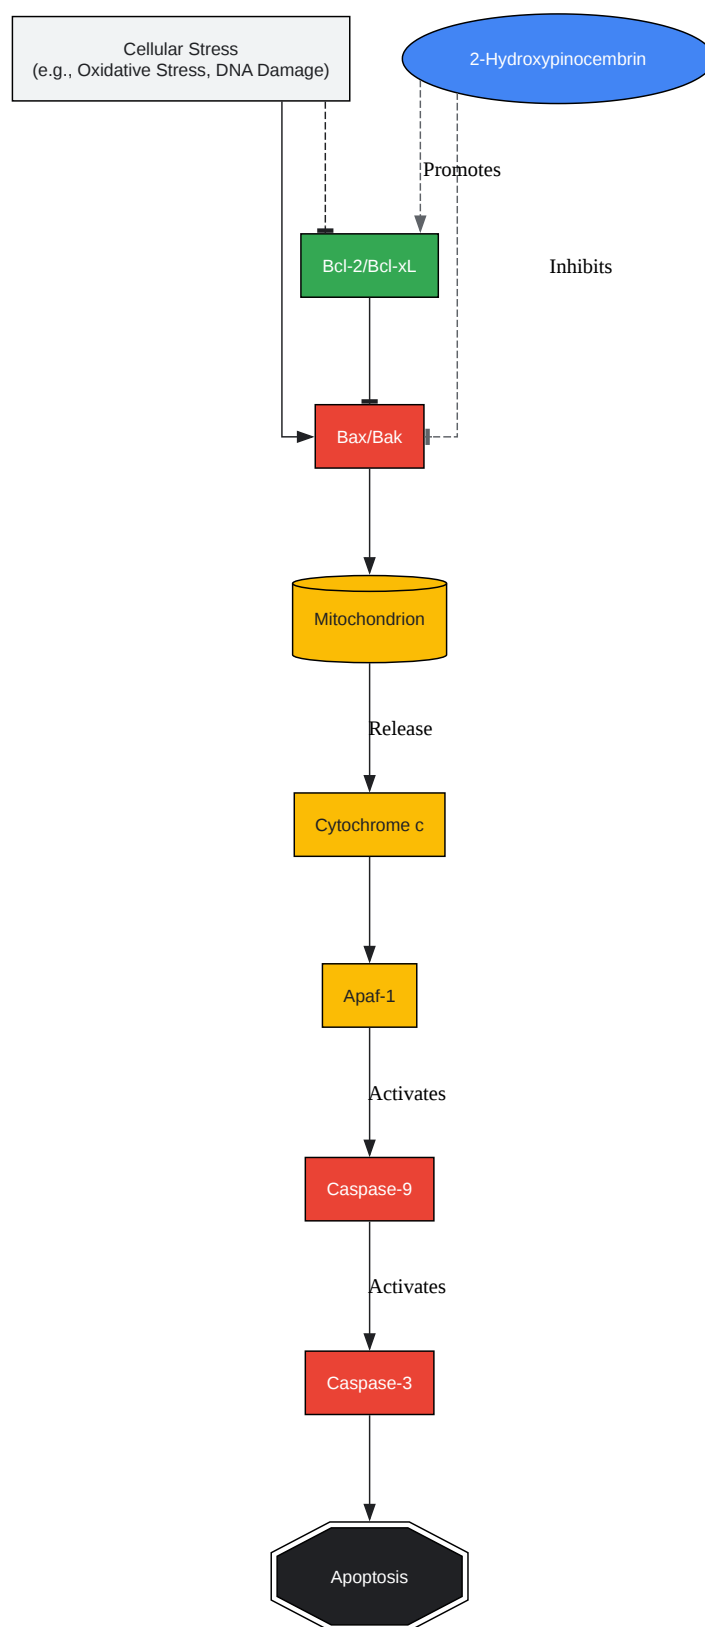 Cellular Stress
(e.g., Oxidative Stress, DNA Damage)
2-Hydroxypinocembrin
Promotes
Bcl-2/Bcl-xL
Inhibits
Bax/Bak
Mitochondrion
Release
Cytochrome c
Apaf-1
Activates
Caspase-9
Activates
Caspase-3
Apoptosis